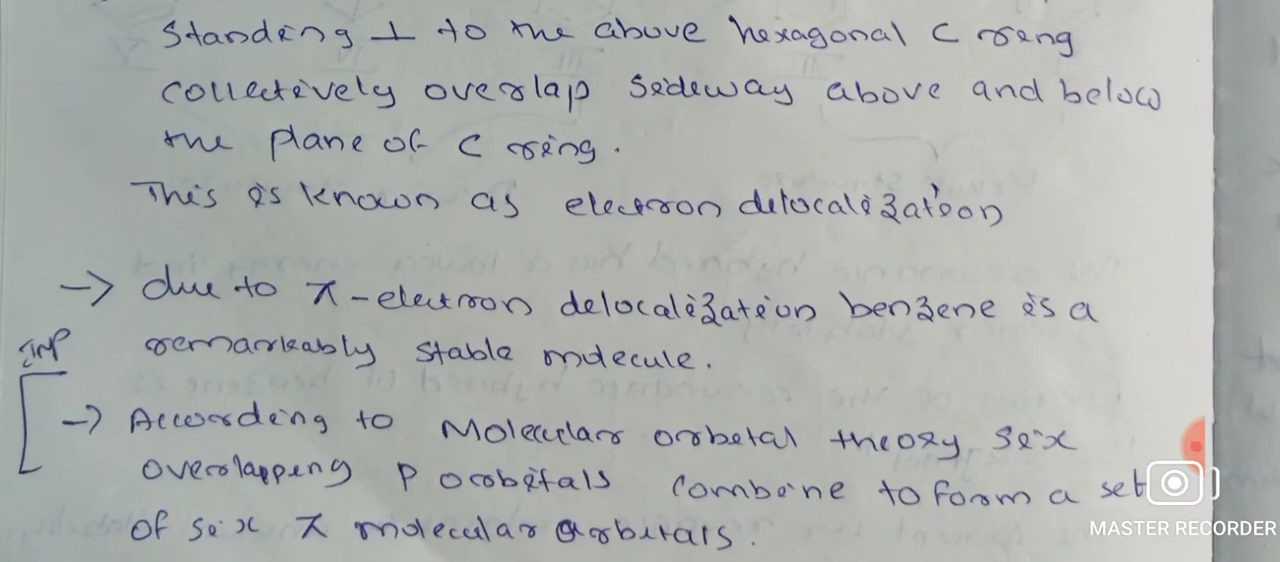 Standing ⊥ to the above hexagonal C ring
collectively overlap sideway above and below
the plane of C ring.
This is known as electron delocalization
→ due to π-electron delocalization benzene is a
remarkably stable molecule.
Imp
→ According to Molecular orbital theory six
overlapping P orbitals combine to form a set
of six π molecular orbitals.
MASTER RECORDER